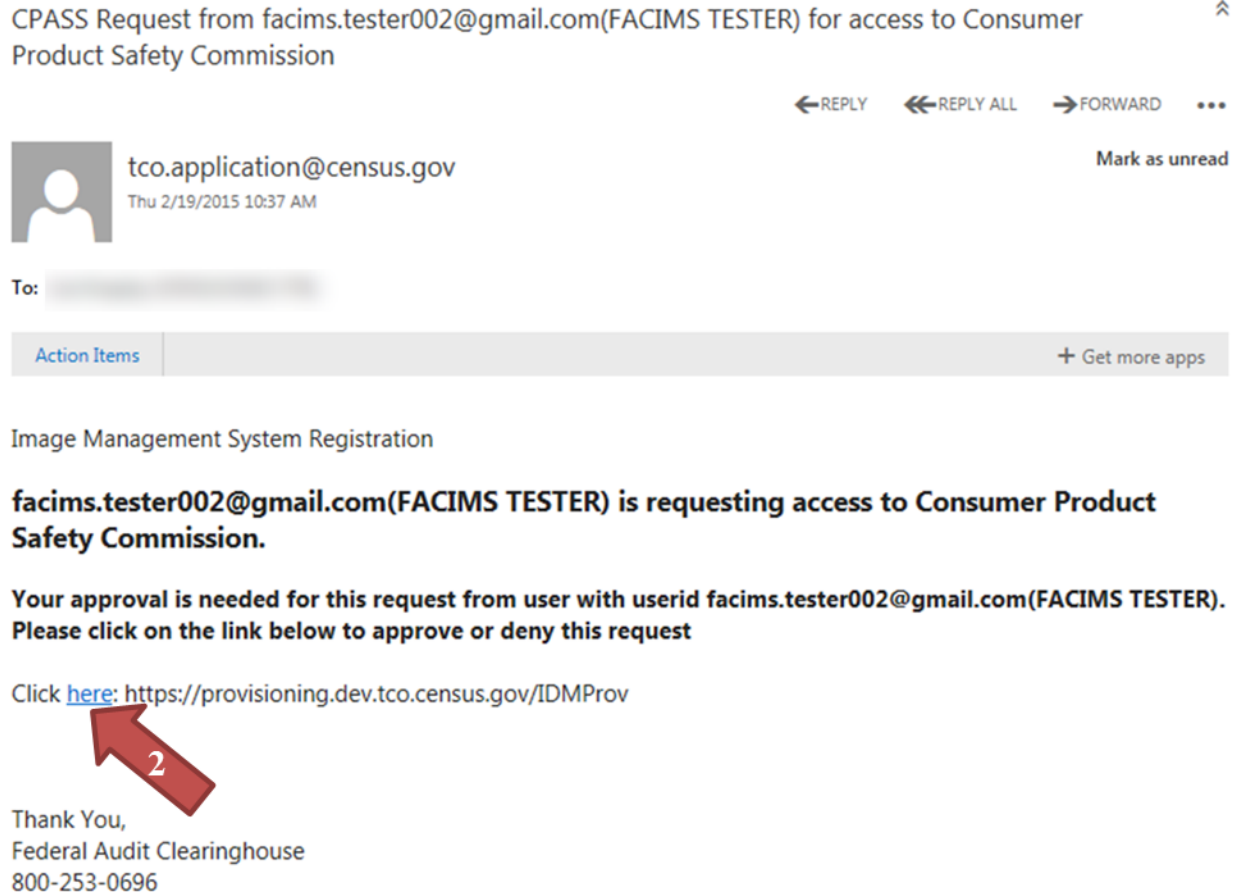 CPASS Request from facims.tester002@gmail.com(FACIMS TESTER) for access to Consumer
Product Safety Commission
REPLY REPLY ALL FORWARD
tco.application@census.gov
Mark as unread
Thu 2/19/2015 10:37 AM
To:
Action Items
+ Get more apps
Image Management System Registration
facims.tester002@gmail.com(FACIMS TESTER) is requesting access to Consumer Product
Safety Commission.
Your approval is needed for this request from user with userid facims.tester002@gmail.com(FACIMS TESTER).
Please click on the link below to approve or deny this request
Click here: https://provisioning.dev.tco.census.gov/IDMProv
2
Thank You,
Federal Audit Clearinghouse
800-253-0696